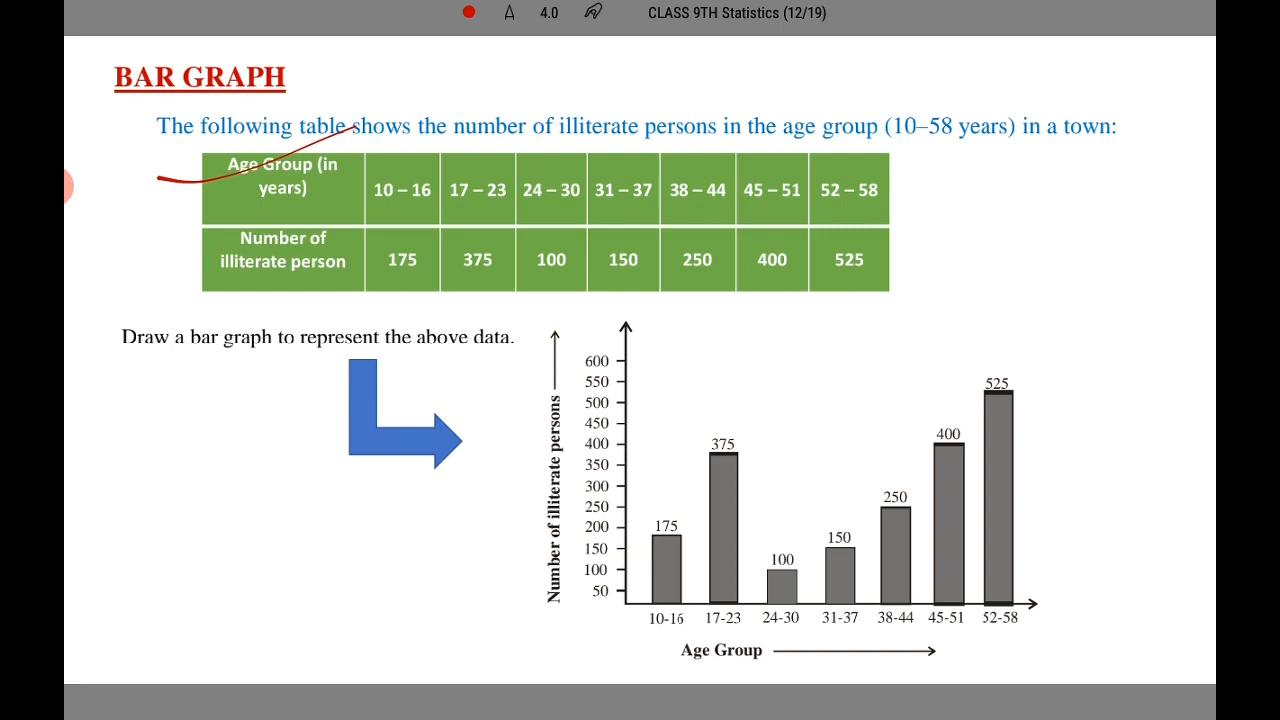 4.0 CLASS 9TH Statistics (12/19)
BAR GRAPH
The following table shows the number of illiterate persons in the age group (10–58 years) in a town:
Age Group (in years) 10 – 16 17 – 23 24 – 30 31 – 37 38 – 44 45 – 51 52 – 58
Number of illiterate person 175 375 100 150 250 400 525
Draw a bar graph to represent the above data.
Number of illiterate persons
600
550
500
450
400
350
300
250
200
150
100
50
175 375 100 150 250 400 525
10-16 17-23 24-30 31-37 38-44 45-51 52-58
Age Group